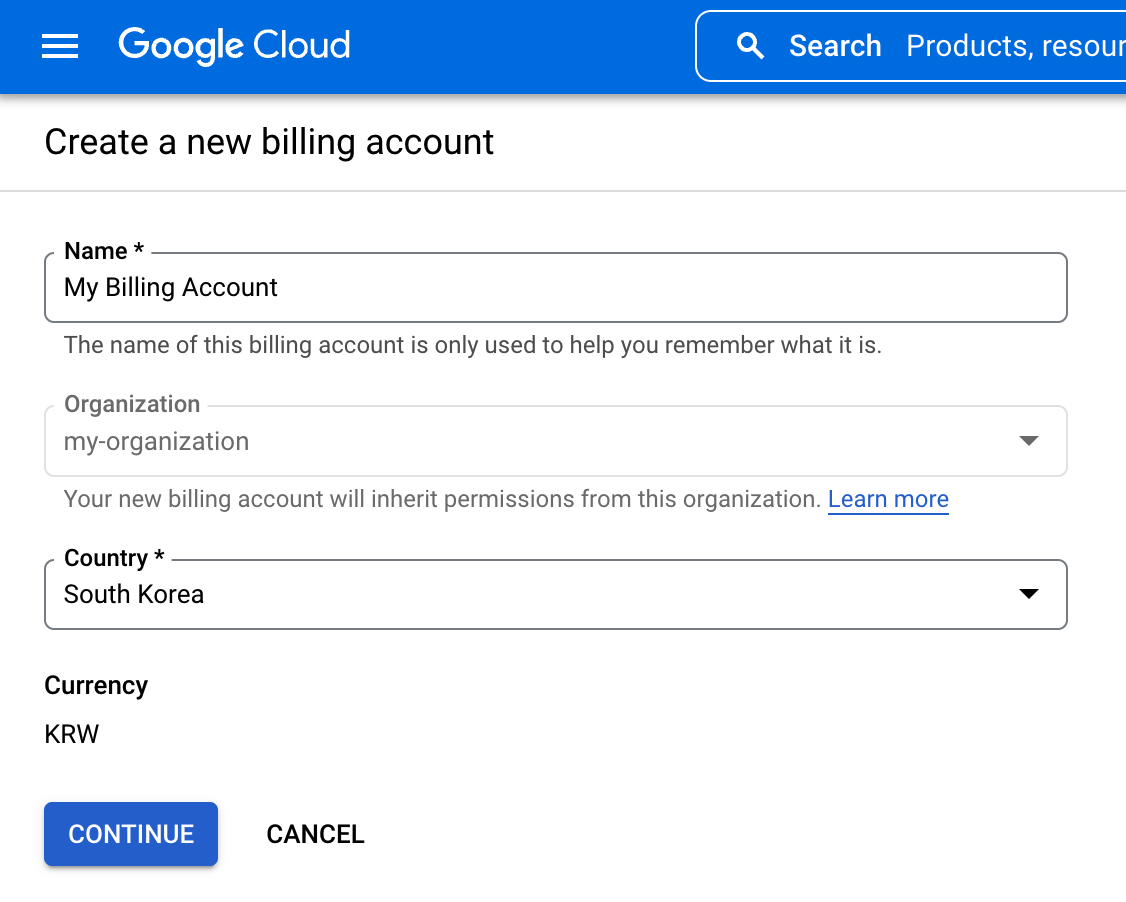 Google Cloud
Search Products, resour
Create a new billing account
Name *
My Billing Account
The name of this billing account is only used to help you remember what it is.
Organization
my-organization
Your new billing account will inherit permissions from this organization. Learn more
Country *
South Korea
Currency
KRW
CONTINUE CANCEL